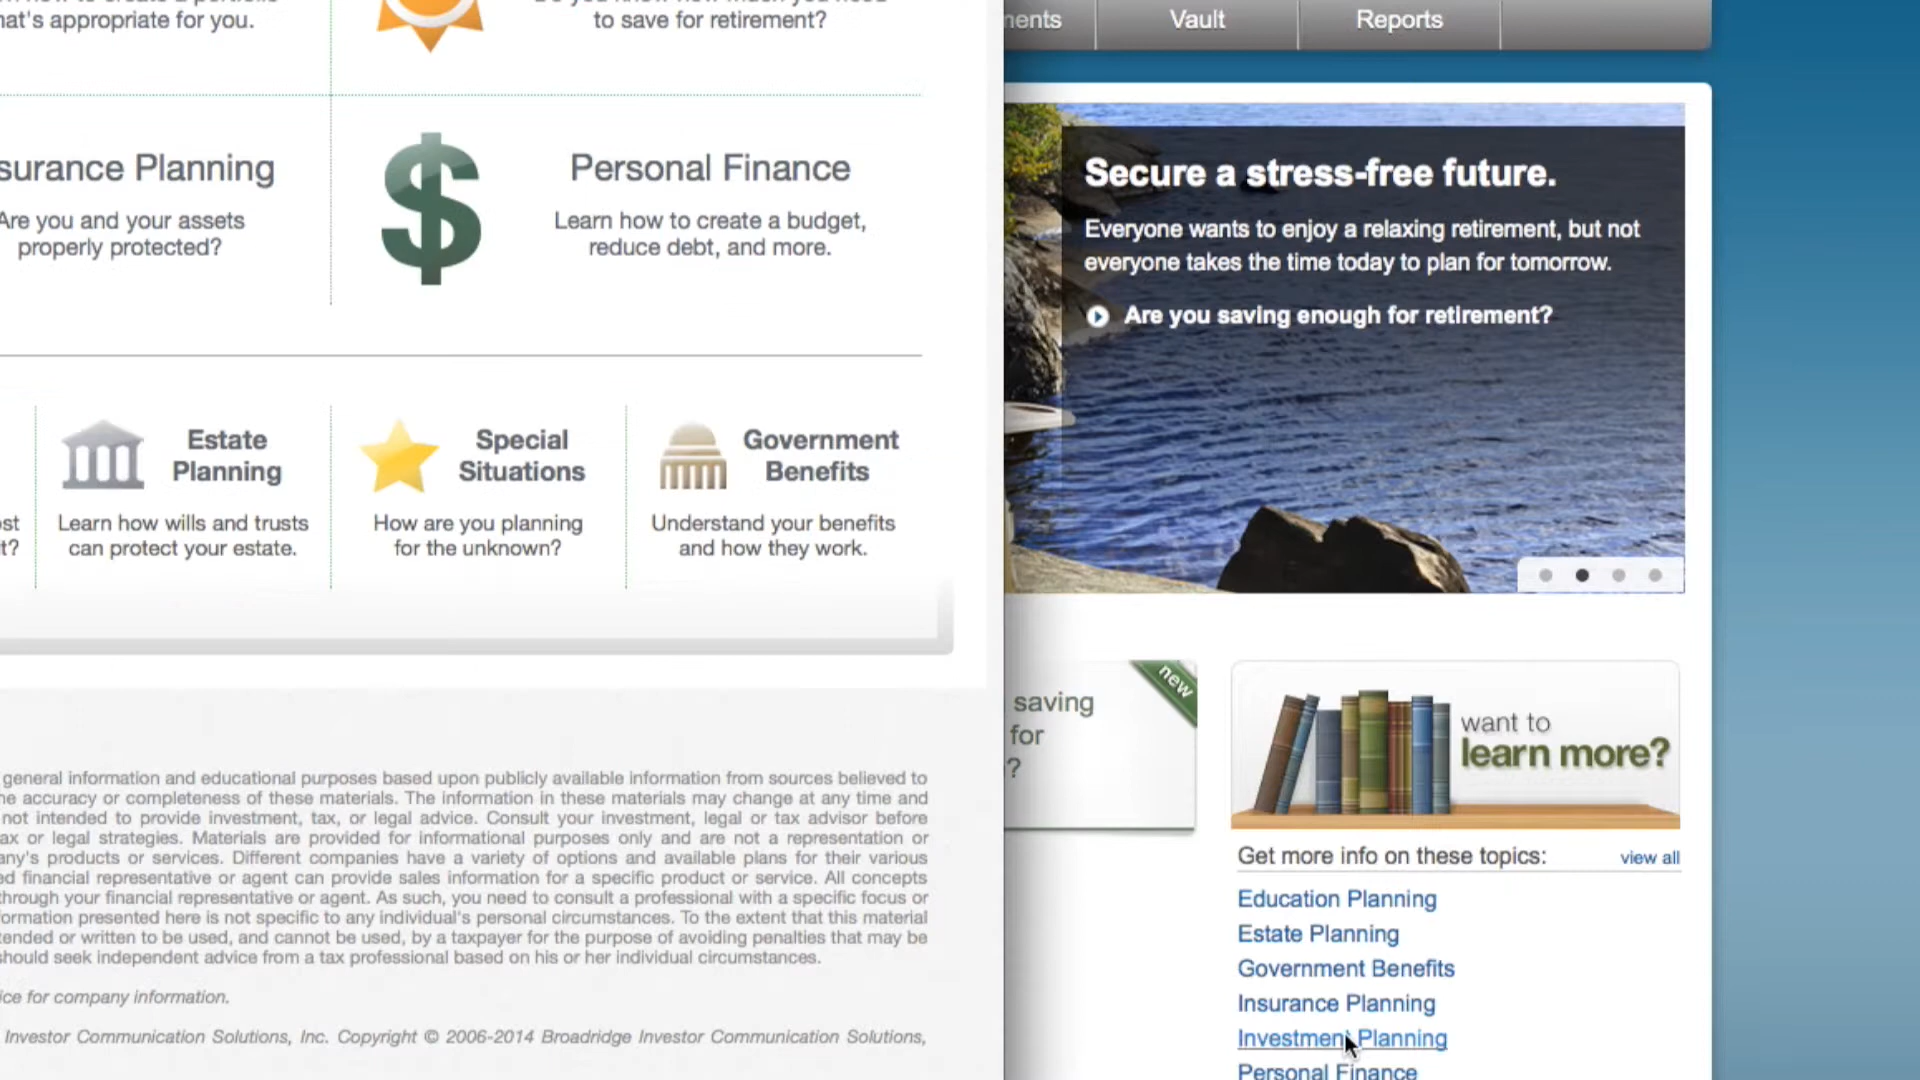 hat's appropriate for you.
to save for retirement?
surance Planning
Are you and your assets
properly protected?
Personal Finance
Learn how to create a budget,
reduce debt, and more.
Estate
Planning
Learn how wills and trusts
can protect your estate.
Special
Situations
How are you planning
for the unknown?
Government
Benefits
Understand your benefits
and how they work.
general information and educational purposes based upon publicly available information from sources believed to
he accuracy or completeness of these materials. The information in these materials may change at any time and
not intended to provide investment, tax, or legal advice. Consult your investment, legal or tax advisor before
ax or legal strategies. Materials are provided for informational purposes only and are not a representation or
any's products or services. Different companies have a variety of options and available plans for their various
ed financial representative or agent can provide sales information for a specific product or service. All concepts
through your financial representative or agent. As such, you need to consult a professional with a specific focus or
formation presented here is not specific to any individual's personal circumstances. To the extent that this material
tended or written to be used, and cannot be used, by a taxpayer for the purpose of avoiding penalties that may be
should seek independent advice from a tax professional based on his or her individual circumstances.
ice for company information.
Investor Communication Solutions, Inc. Copyright © 2006-2014 Broadridge Investor Communication Solutions,
ments
Vault
Reports
Secure a stress-free future.
Everyone wants to enjoy a relaxing retirement, but not
everyone takes the time today to plan for tomorrow.
Are you saving enough for retirement?
saving
for
?
new
want to
learn more?
Get more info on these topics:
view all
Education Planning
Estate Planning
Government Benefits
Insurance Planning
Investment Planning
Personal Finance